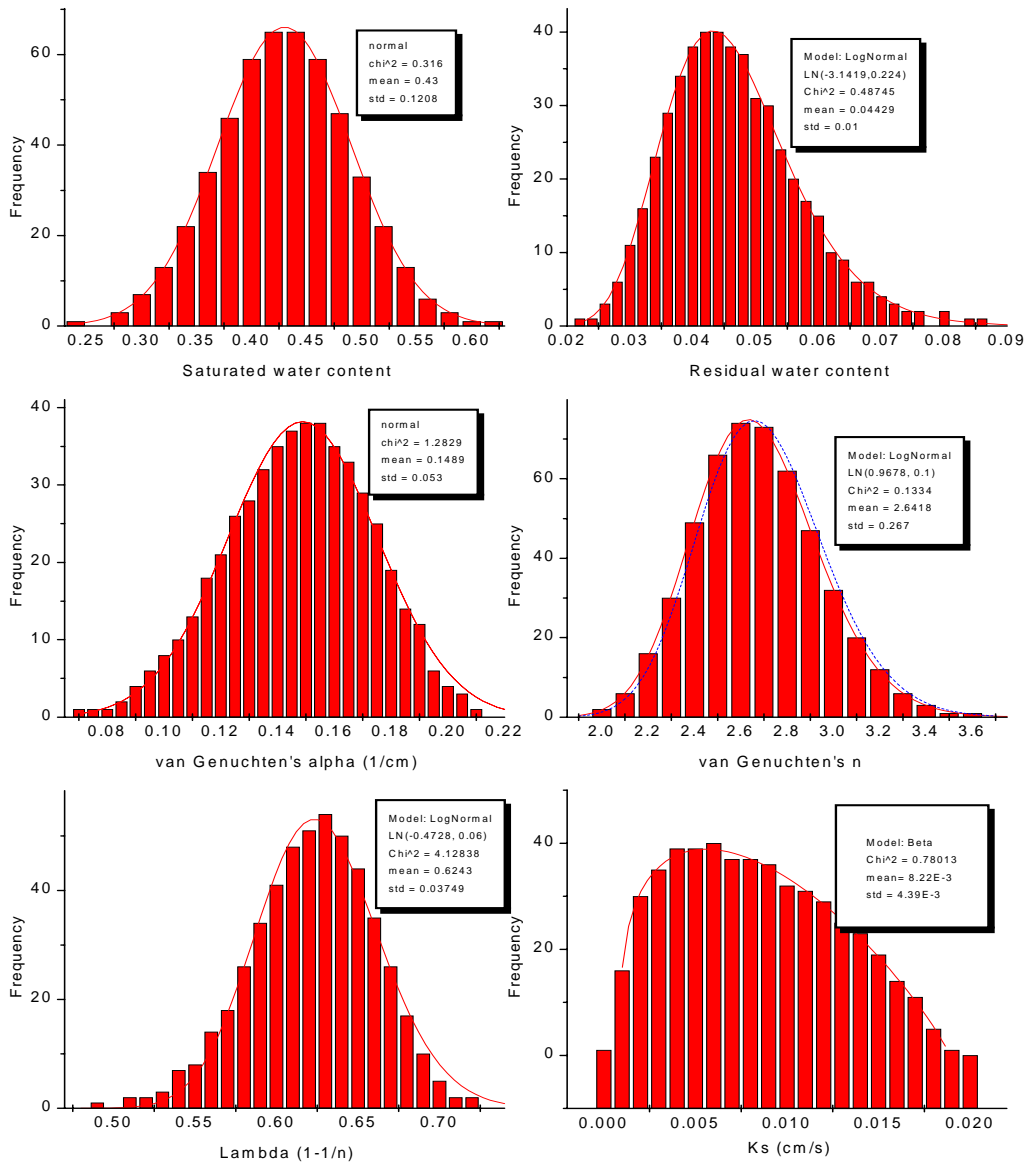 60
40
20
0
Frequency
normal
chi^2 = 0.316
mean = 0.43
std = 0.1208
0.25 0.30 0.35 0.40 0.45 0.50 0.55 0.60
Saturated water content
40
30
20
10
0
Frequency
Model: LogNormal
LN(-3.1419,0.224)
Chi^2 = 0.48745
mean = 0.04429
std = 0.01
0.02 0.03 0.04 0.05 0.06 0.07 0.08 0.09
Residual water content
40
30
20
10
0
Frequency
normal
chi^2 = 1.2829
mean = 0.1489
std = 0.053
0.08 0.10 0.12 0.14 0.16 0.18 0.20 0.22
van Genuchten's alpha (1/cm)
60
40
20
0
Frequency
Model: LogNormal
LN(0.9678, 0.1)
Chi^2 = 0.1334
mean = 2.6418
std = 0.267
2.0 2.2 2.4 2.6 2.8 3.0 3.2 3.4 3.6
van Genuchten's n
40
20
0
Frequency
Model: LogNormal
LN(-0.4728, 0.06)
Chi^2 = 4.12838
mean = 0.6243
std = 0.03749
0.50 0.55 0.60 0.65 0.70
Lambda (1-1/n)
40
20
0
Frequency
Model: Beta
Chi^2 = 0.78013
mean= 8.22E-3
std = 4.39E-3
0.000 0.005 0.010 0.015 0.020
Ks (cm/s)